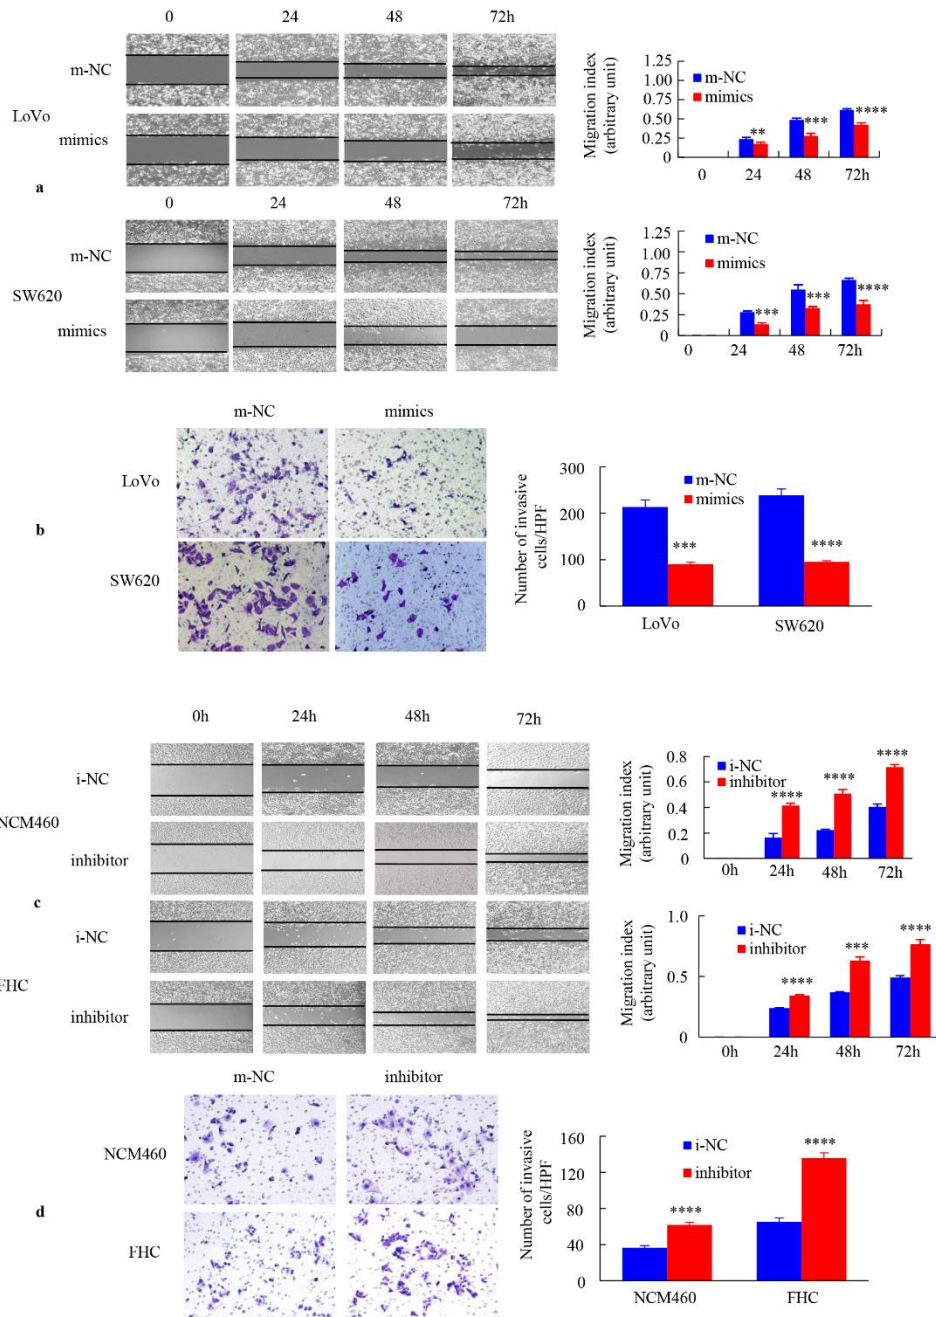 0 24 48 72h
m-NC
LoVo
mimics
a
Migration index
(arbitrary unit)
1.25
1.00
0.75
0.50
0.25
0
m-NC
mimics
** *** ****
0 24 48 72h
0 24 48 72h
m-NC
SW620
mimics
Migration index
(arbitrary unit)
1.25
1.00
0.75
0.50
0.25
0
m-NC
mimics
*** *** ****
0 24 48 72h
m-NC mimics
LoVo
b
SW620
Number of invasive
cells/HPF
300
200
100
0
m-NC
mimics
*** ****
LoVo SW620
0h 24h 48h 72h
i-NC
NCM460
inhibitor
c
i-NC
FHC
inhibitor
Migration index
(arbitrary unit)
0.8
0.6
0.4
0.2
0
i-NC
inhibitor
**** **** ****
0h 24h 48h 72h
Migration index
(arbitrary unit)
1.0
0.5
0
i-NC
inhibitor
**** *** ****
0h 24h 48h 72h
m-NC inhibitor
NCM460
d
FHC
Number of invasive
cells/HPF
160
120
80
40
0
i-NC
inhibitor
**** ****
NCM460 FHC